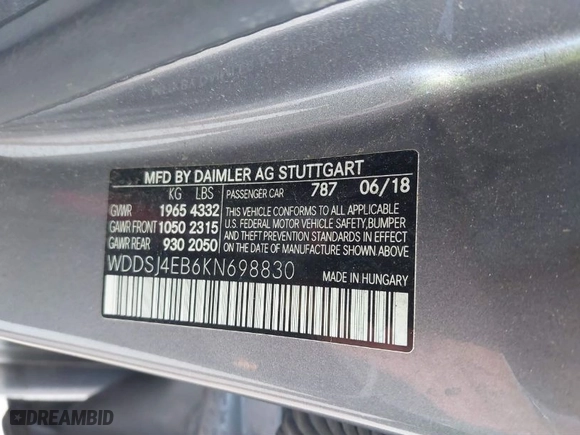 MFD BY DAIMLER AG STUTTGART
KG LBS PASSENGER CAR 787 06/18
GVWR 1965 4332 THIS VEHICLE CONFORMS TO ALL APPLICABLE
GAWR FRONT 1050 2315 U.S. FEDERAL MOTOR VEHICLE SAFETY, BUMPER
GAWR REAR 930 2050 AND THEFT PREVENTION STANDARDS IN EFFECT
ON THE DATE OF MANUFACTURE SHOWN ABOVE.
WDDSJ4EB6KN698830 MADE IN HUNGARY
DREAMBID